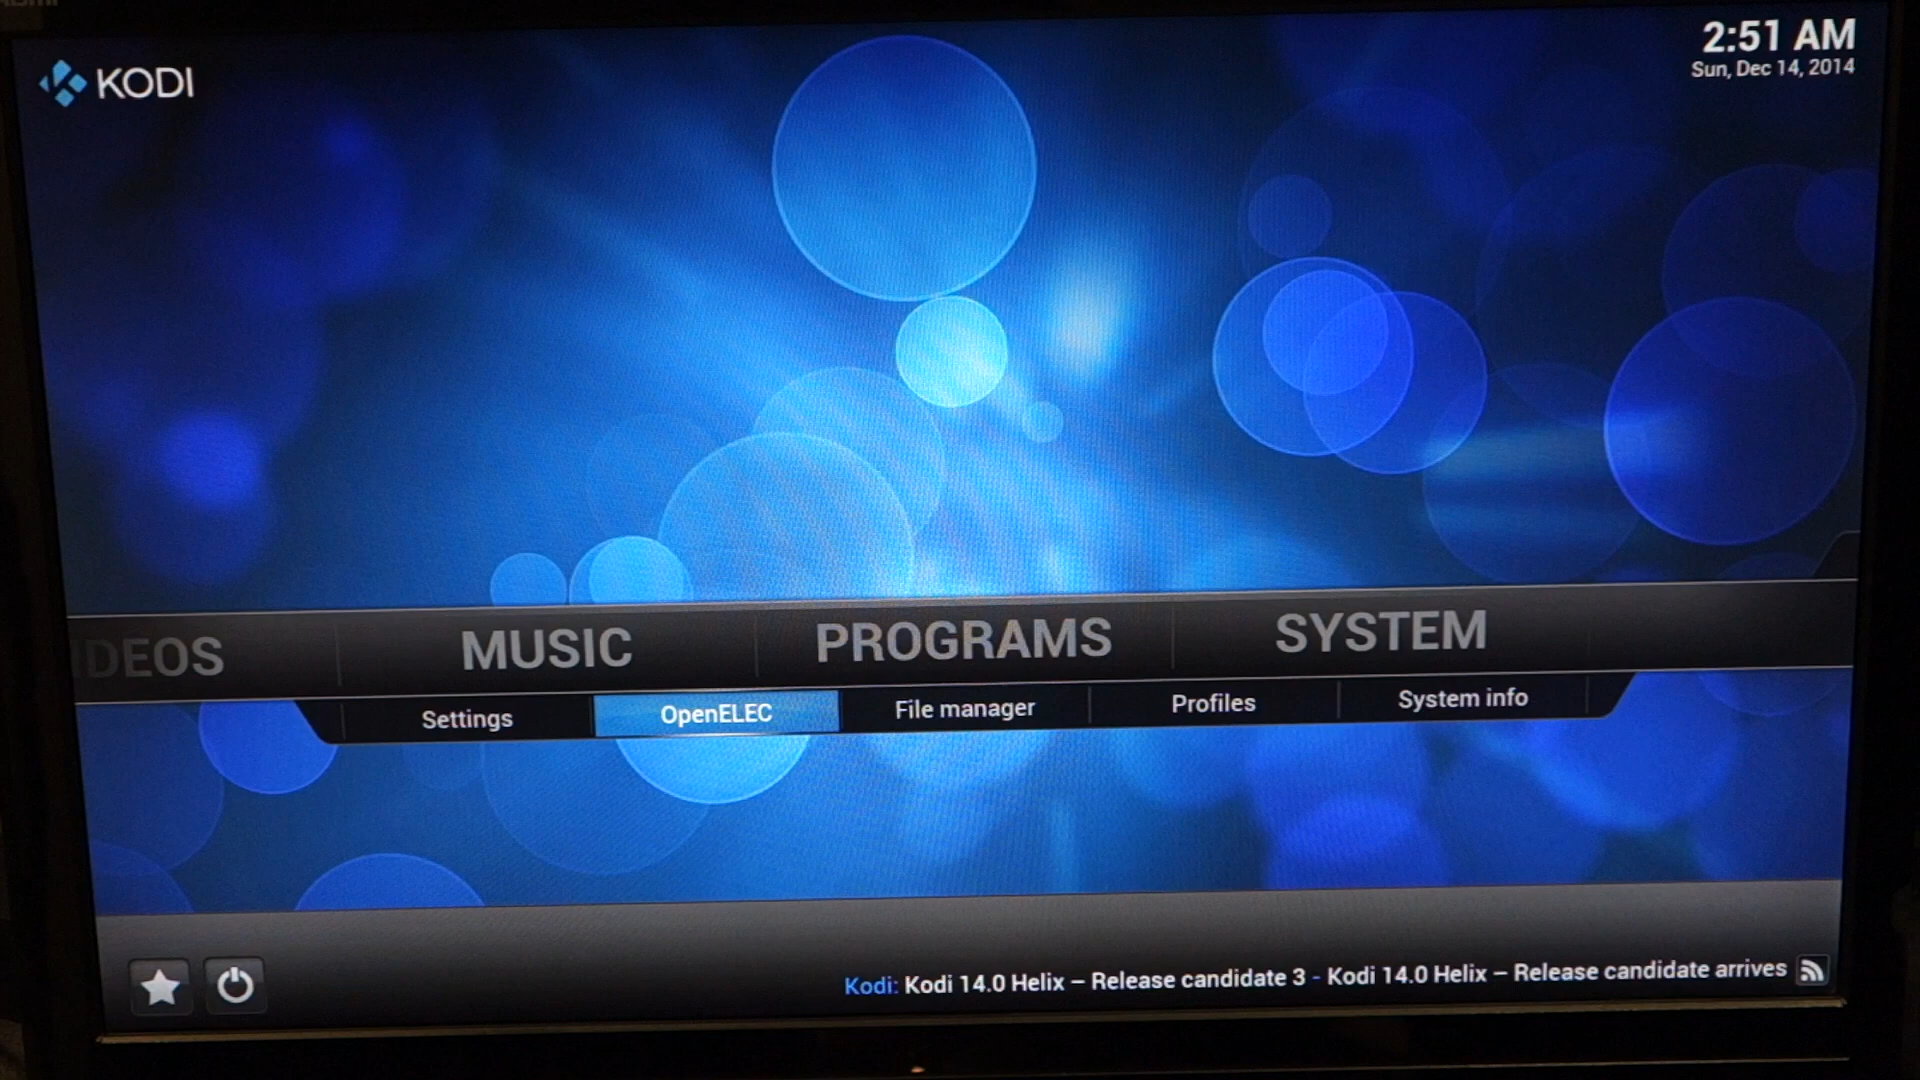 KODI
2:51 AM
Sun, Dec 14, 2014
IDEOS MUSIC PROGRAMS SYSTEM
Settings OpenELEC File manager Profiles System info
Kodi: Kodi 14.0 Helix – Release candidate 3 - Kodi 14.0 Helix – Release candidate arrives